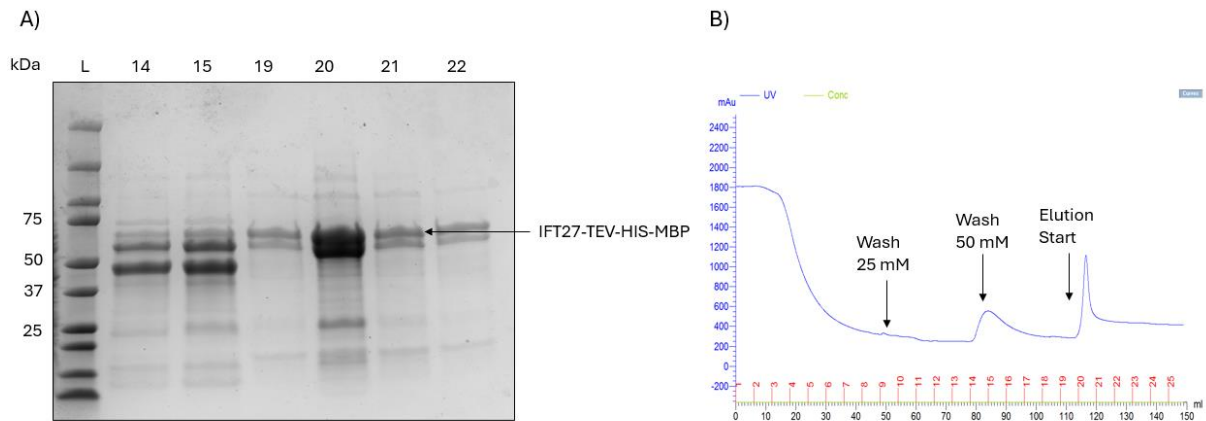 A)
B)
kDa L 14 15 19 20 21 22
75
50
37
25
IFT27-TEV-HIS-MBP
UV Conc
mAu
2400
2200
2000
1800
1600
1400
1200
1000
800
600
400
200
0
-200
Wash
25 mM
Wash
50 mM
Elution
Start
1 2 3 4 5 6 7 8 9 10 11 12 13 14 15 16 17 18 19 20 21 22 23 24 25
0 10 20 30 40 50 60 70 80 90 100 110 120 130 140 150 ml